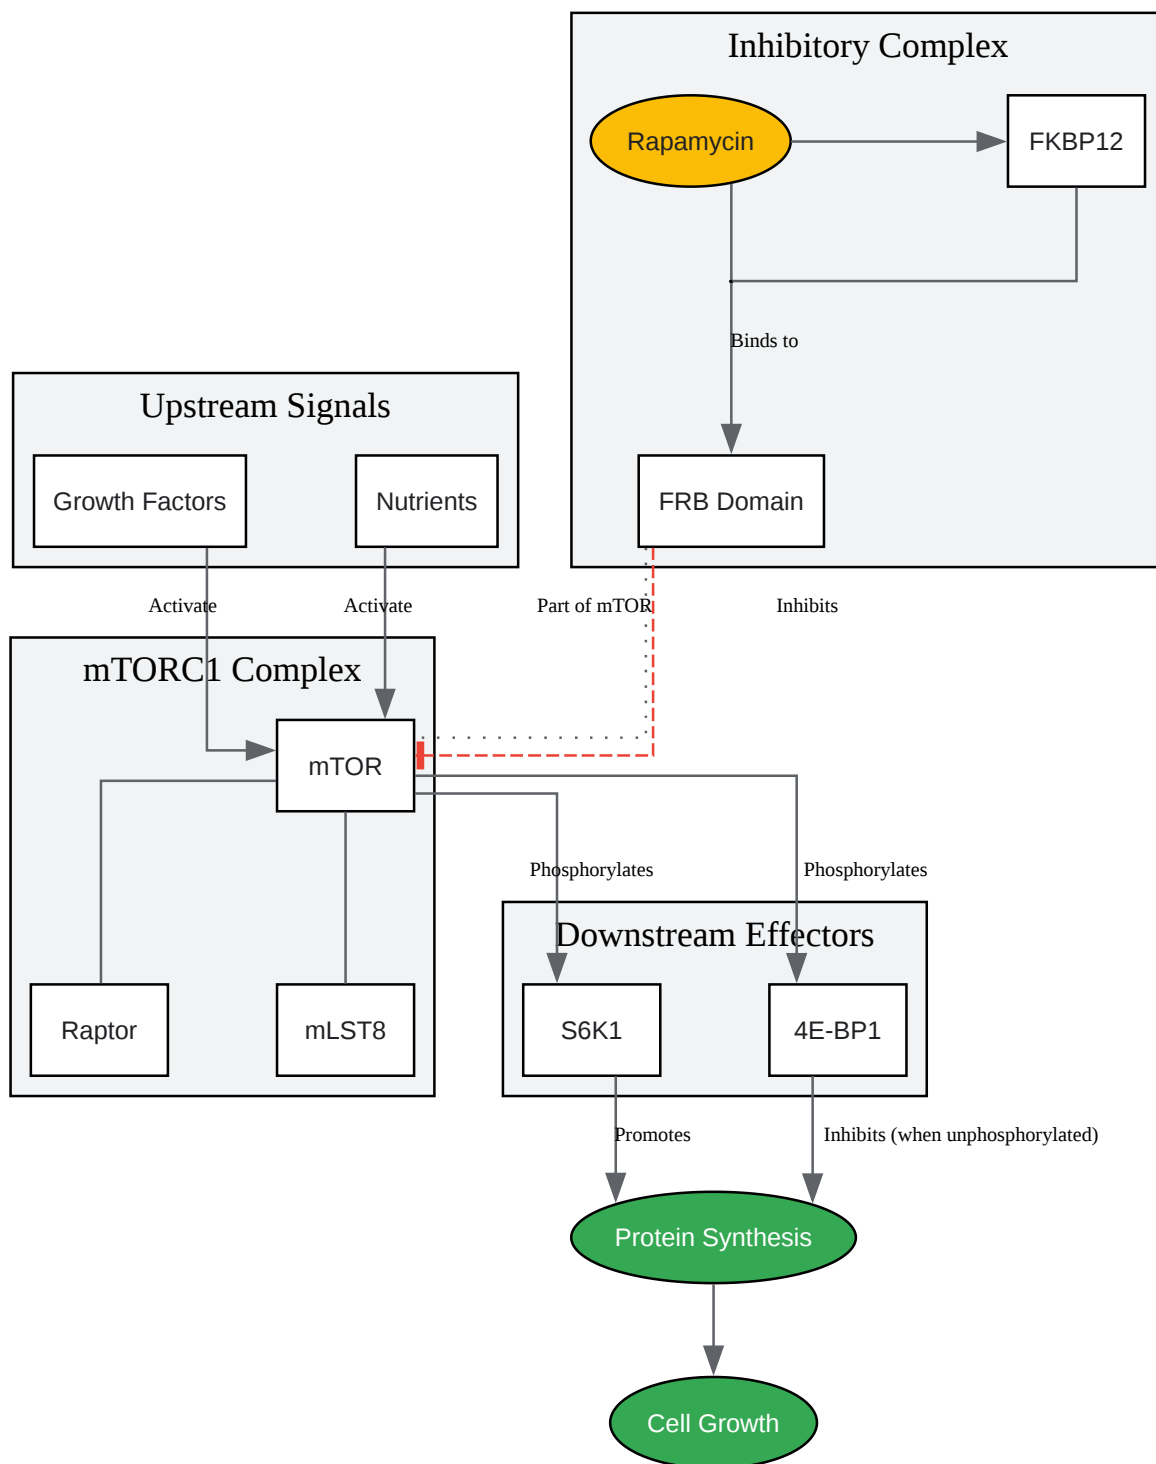 Inhibitory Complex
Rapamycin
FKBP12
Binds to
Upstream Signals
Growth Factors
Nutrients
FRB Domain
Activate
Activate
Part of mTOR
Inhibits
mTORC1 Complex
mTOR
Phosphorylates
Phosphorylates
Downstream Effectors
Raptor
mLST8
S6K1
4E-BP1
Promotes
Inhibits (when unphosphorylated)
Protein Synthesis
Cell Growth